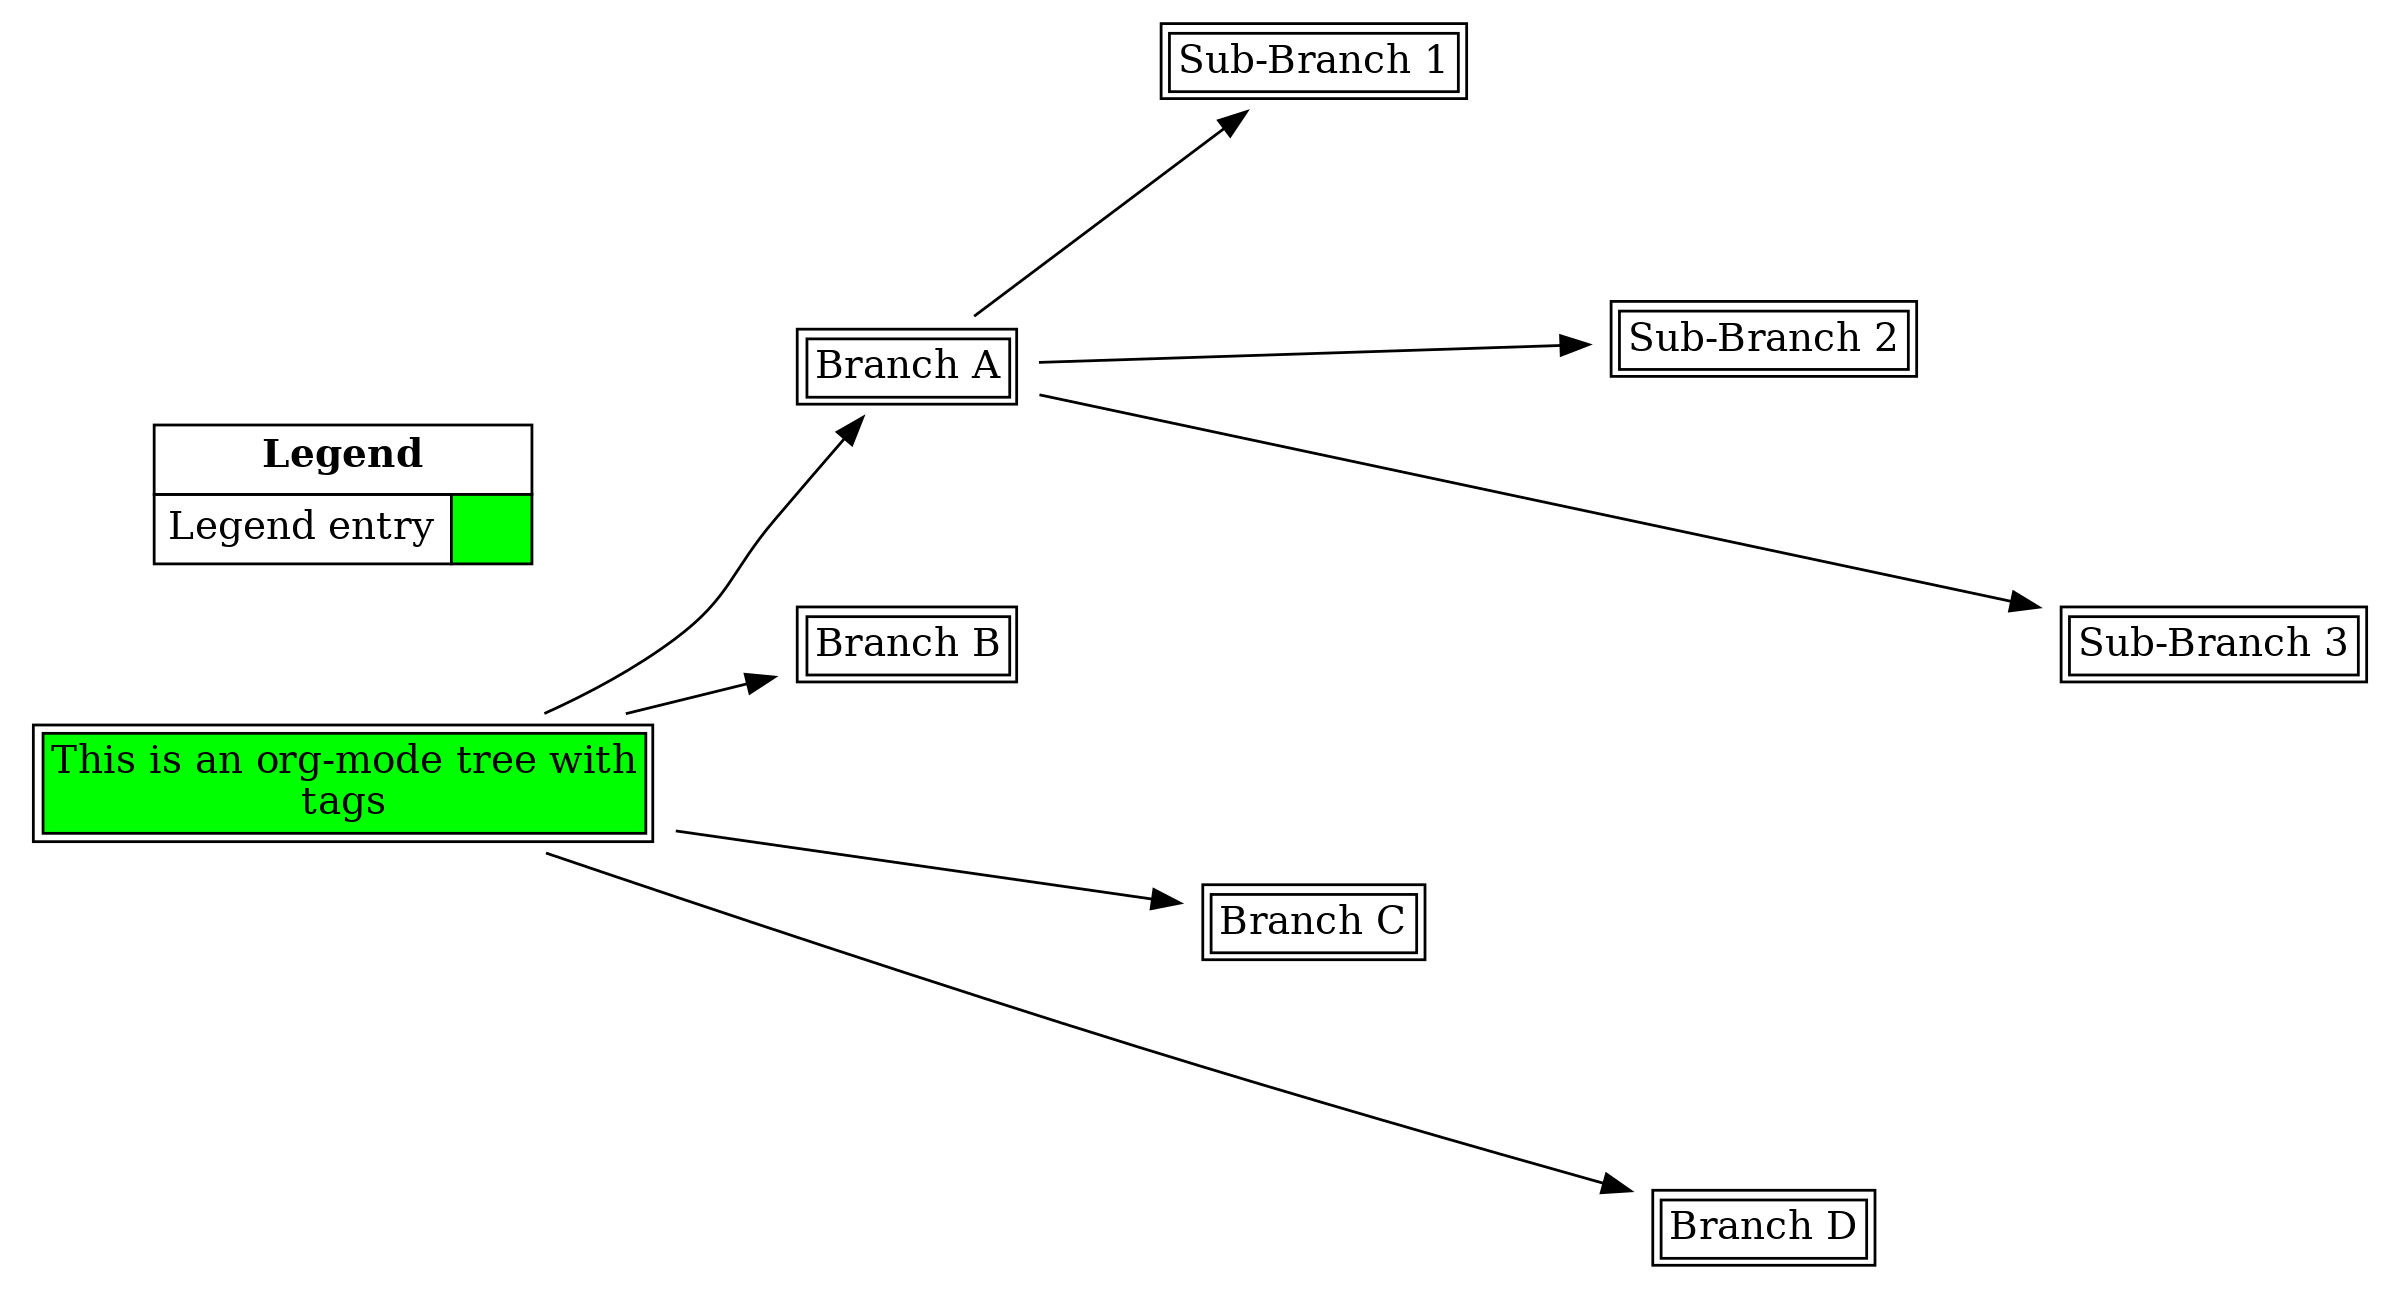 Sub-Branch 1
Sub-Branch 2
Branch A
Legend
Legend entry
Branch B
Sub-Branch 3
This is an org-mode tree with
tags
Branch C
Branch D